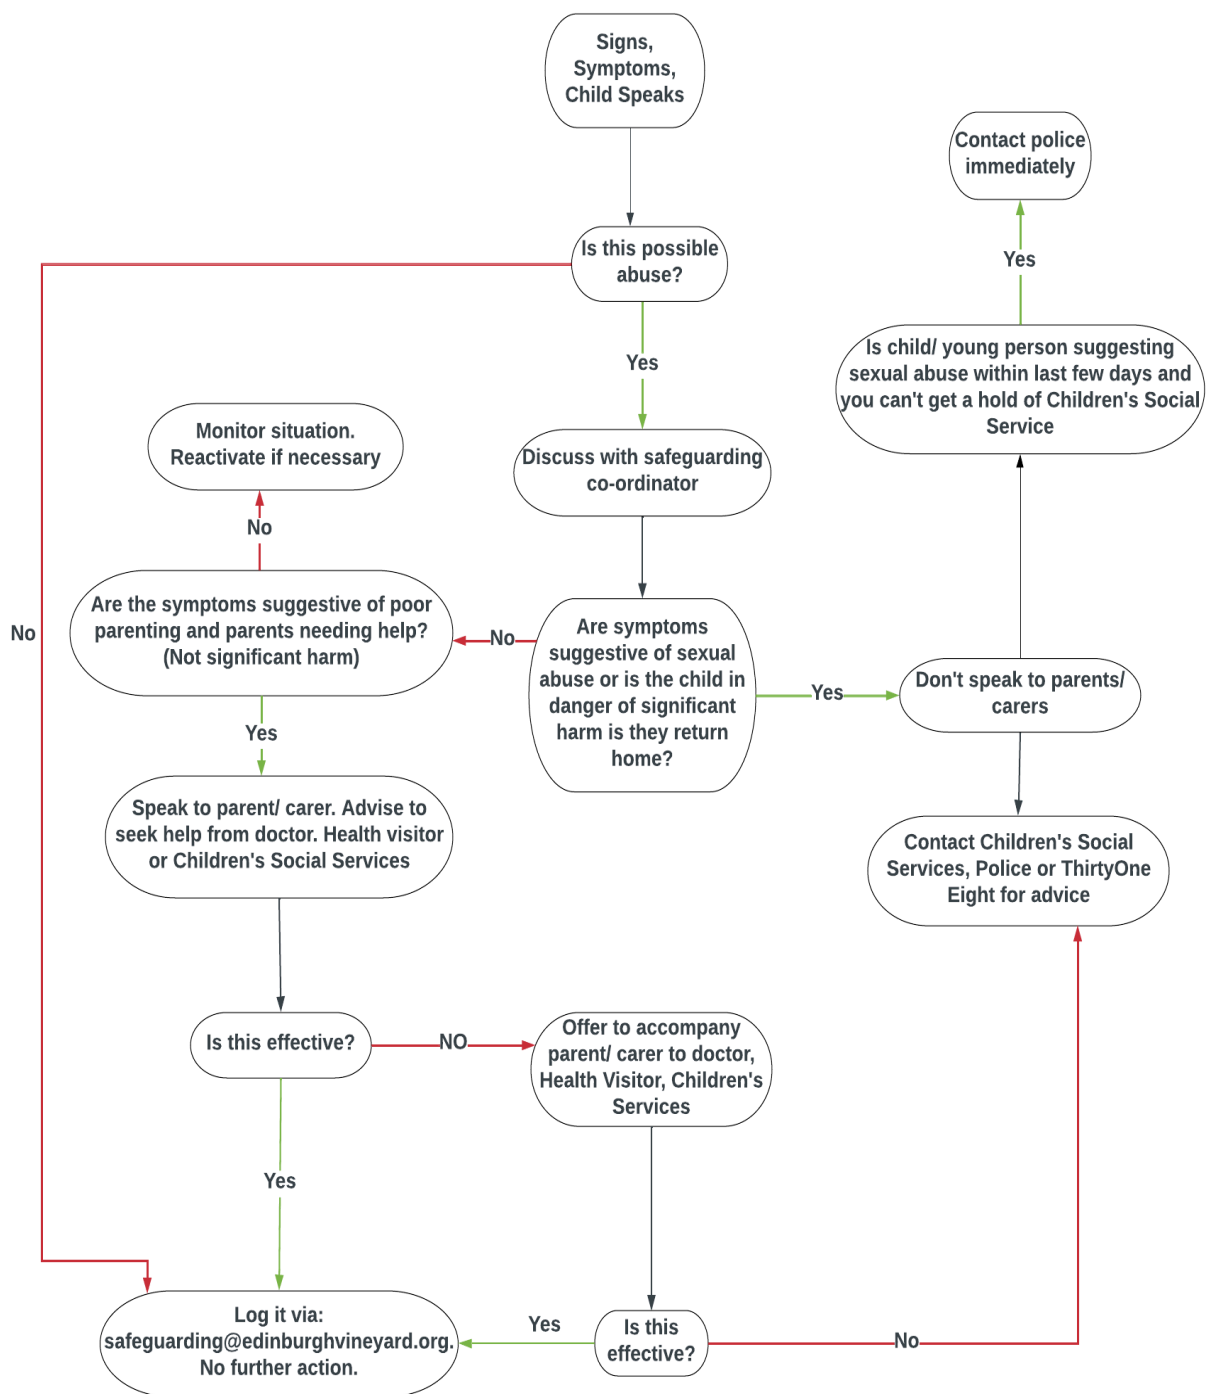 Signs,
Symptoms,
Child Speaks
Contact police
immediately
Is this possible
abuse?
Yes
Yes
Is child/ young person suggesting
sexual abuse within last few days and
you can't get a hold of Children's Social
Service
Monitor situation.
Reactivate if necessary
Discuss with safeguarding
co-ordinator
No
Are the symptoms suggestive of poor
parenting and parents needing help?
(Not significant harm)
No
No
Are symptoms
suggestive of sexual
abuse or is the child in
danger of significant
harm is they return
home?
Yes
Don't speak to parents/
carers
Yes
Speak to parent/ carer. Advise to
seek help from doctor. Health visitor
or Children's Social Services
Contact Children's Social
Services, Police or ThirtyOne
Eight for advice
Is this effective?
NO
Offer to accompany
parent/ carer to doctor,
Health Visitor, Children's
Services
Yes
Log it via:
safeguarding@edinburghvineyard.org.
No further action.
Yes
Is this
effective?
No